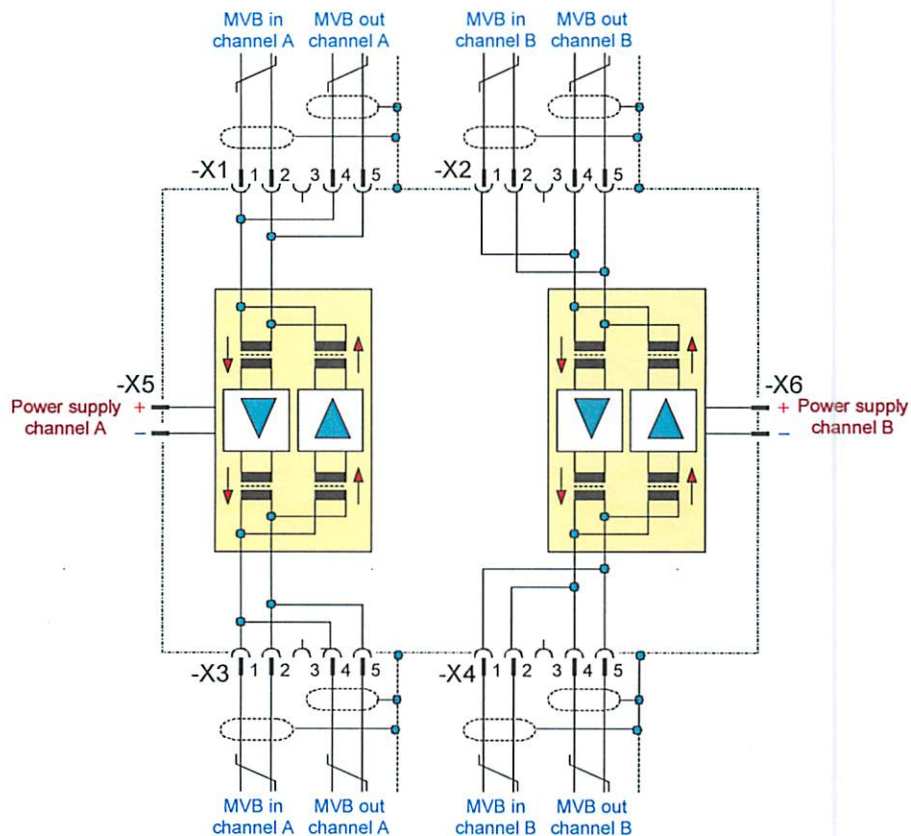 MVB in MVB out MVB in MVB out
channel A channel A channel B channel B
-X1 1 2 3 4 5 -X2 1 2 3 4 5
-X5 -X6
Power supply + + Power supply
channel A – – channel B
-X3 1 2 3 4 5 -X4 1 2 3 4 5
MVB in MVB out MVB in MVB out
channel A channel A channel B channel B